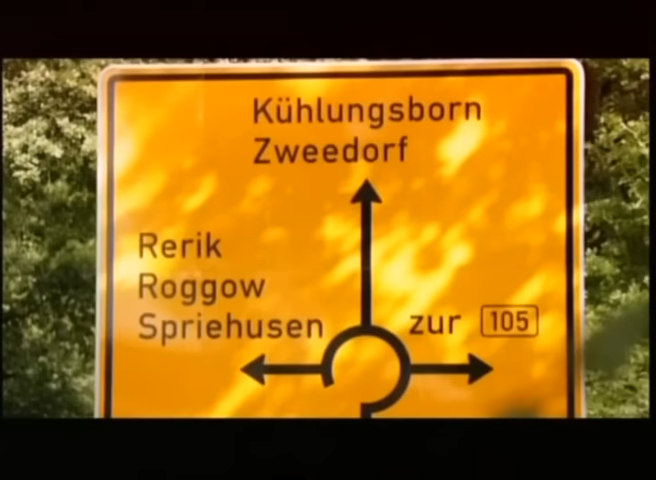 Kühlungsborn
Zweedorf
Rerik
Roggow
Spriehusen
zur 105